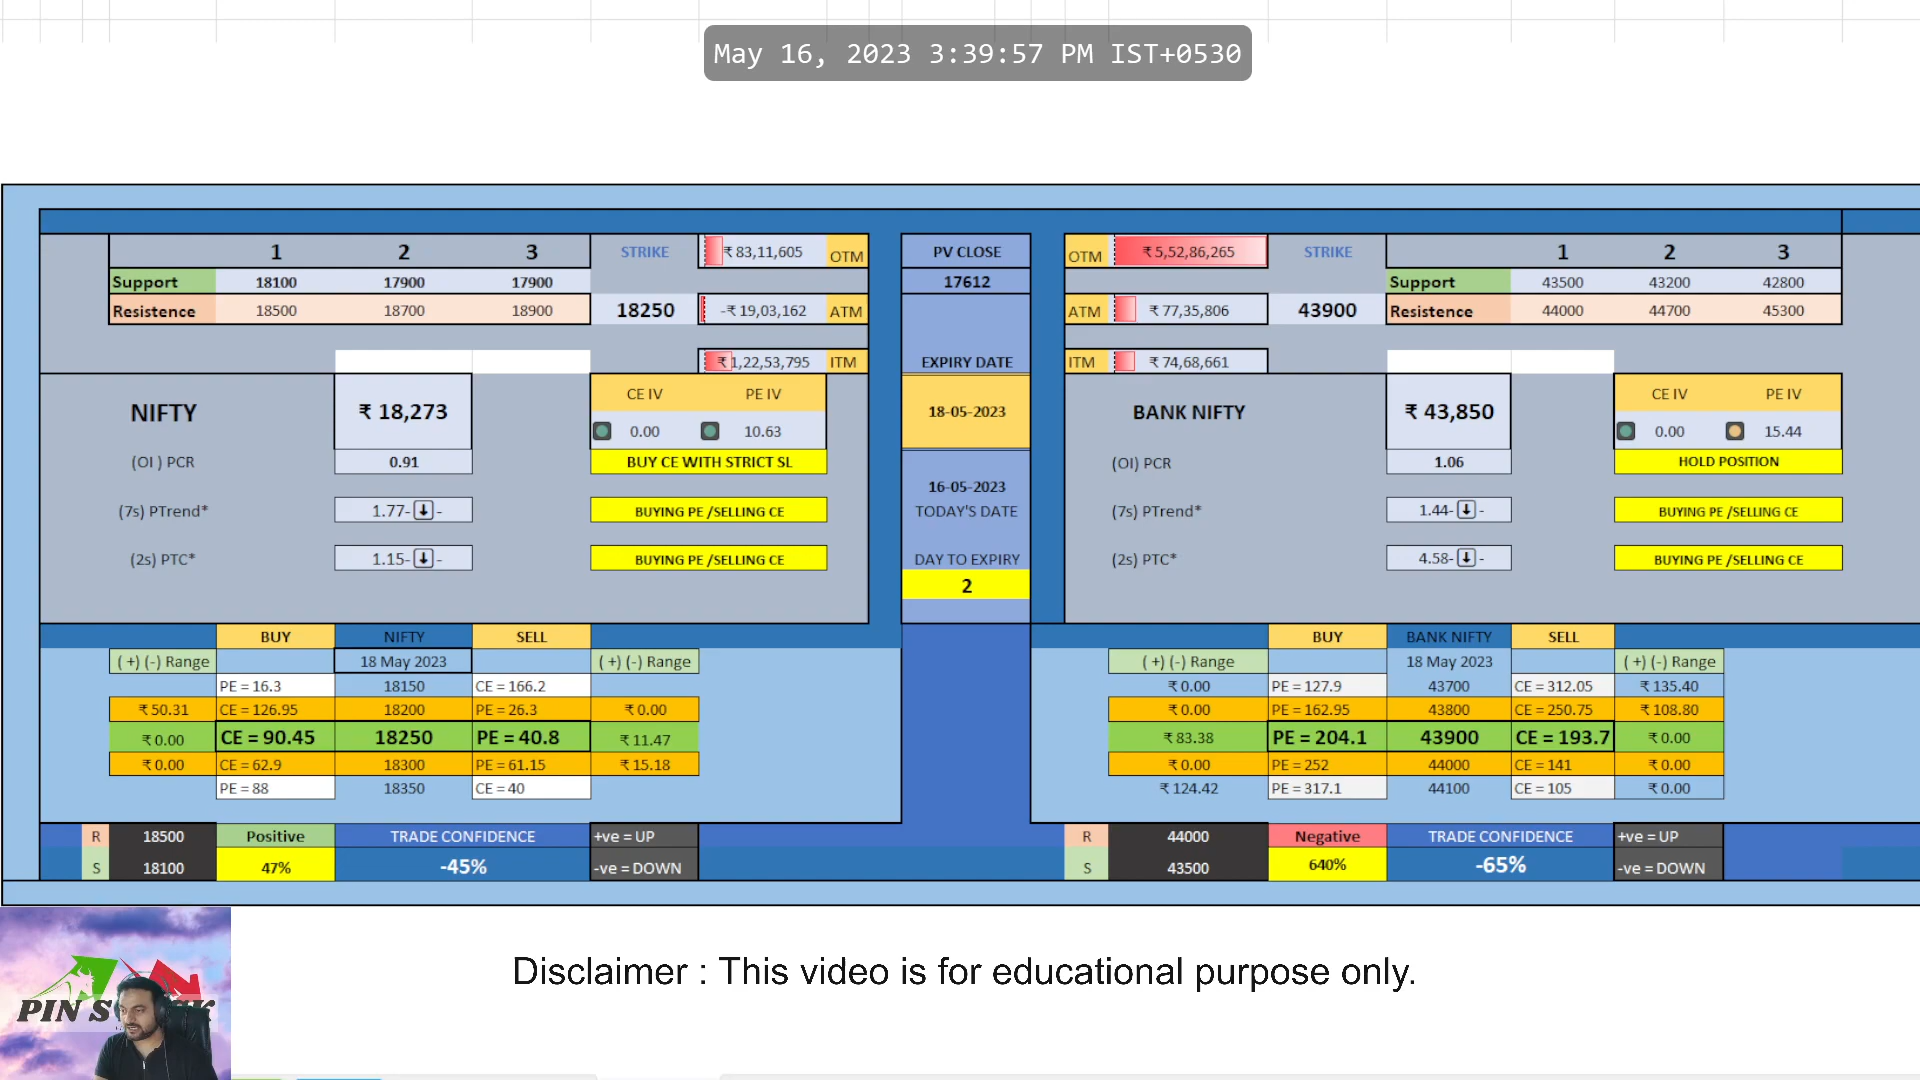 May 16, 2023 3:39:57 PM IST+0530
1 2 3 STRIKE ₹ 83,11,605 OTM
Support 18100 17900 17900
Resistence 18500 18700 18900 18250 -₹ 19,03,162 ATM
₹ 1,22,53,795 ITM
NIFTY ₹ 18,273 CE IV PE IV
0.00 10.63
(OI ) PCR 0.91 BUY CE WITH STRICT SL
(7s) PTrend* 1.77-↓- BUYING PE /SELLING CE
(2s) PTC* 1.15-↓- BUYING PE /SELLING CE
PV CLOSE
17612
EXPIRY DATE
18-05-2023
16-05-2023
TODAY'S DATE
DAY TO EXPIRY
2
OTM ₹ 5,52,86,265 STRIKE 1 2 3
Support 43500 43200 42800
ATM ₹ 77,35,806 43900 Resistence 44000 44700 45300
ITM ₹ 74,68,661
BANK NIFTY ₹ 43,850 CE IV PE IV
0.00 15.44
(OI) PCR 1.06 HOLD POSITION
(7s) PTrend* 1.44-↓- BUYING PE /SELLING CE
(2s) PTC* 4.58-↓- BUYING PE /SELLING CE
BUY NIFTY SELL
( +) (-) Range 18 May 2023 ( +) (-) Range
PE = 16.3 18150 CE = 166.2
₹ 50.31 CE = 126.95 18200 PE = 26.3 ₹ 0.00
₹ 0.00 CE = 90.45 18250 PE = 40.8 ₹ 11.47
₹ 0.00 CE = 62.9 18300 PE = 61.15 ₹ 15.18
PE = 88 18350 CE = 40
R 18500 Positive TRADE CONFIDENCE +ve = UP
S 18100 47% -45% -ve = DOWN
BUY BANK NIFTY SELL
( +) (-) Range 18 May 2023 ( +) (-) Range
₹ 0.00 PE = 127.9 43700 CE = 312.05 ₹ 135.40
₹ 0.00 PE = 162.95 43800 CE = 250.75 ₹ 108.80
₹ 83.38 PE = 204.1 43900 CE = 193.7 ₹ 0.00
₹ 0.00 PE = 252 44000 CE = 141 ₹ 0.00
₹ 124.42 PE = 317.1 44100 CE = 105 ₹ 0.00
R 44000 Negative TRADE CONFIDENCE +ve = UP
S 43500 640% -65% -ve = DOWN
Disclaimer : This video is for educational purpose only.
PIN S